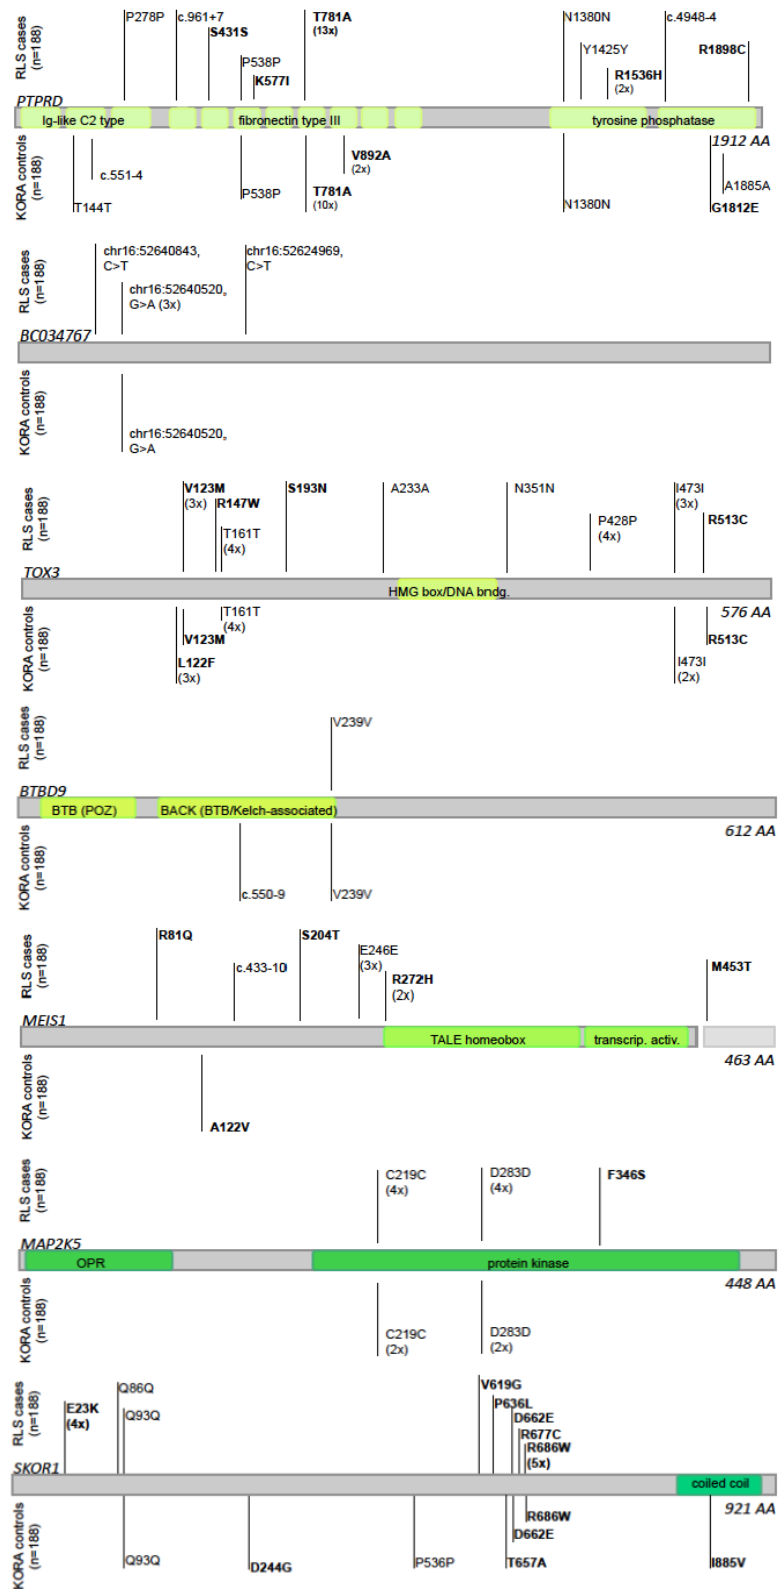 RLS cases
(n=188)
P278P
c.961+7
S431S
P538P
K577I
T781A
(13x)
N1380N
Y1425Y
R1536H
(2x)
c.4948-4
R1898C
PTPRD
Ig-like C2 type
fibronectin type III
tyrosine phosphatase
1912 AA
KORA controls
(n=188)
T144T
c.551-4
P538P
T781A
(10x)
V892A
(2x)
N1380N
G1812E
A1885A
RLS cases
(n=188)
chr16:52640843,
C>T
chr16:52640520,
G>A (3x)
chr16:52624969,
C>T
BC034767
KORA controls
(n=188)
chr16:52640520,
G>A
RLS cases
(n=188)
V123M
(3x)
R147W
T161T
(4x)
S193N
A233A
N351N
P428P
(4x)
I473I
(3x)
R513C
TOX3
HMG box/DNA bndg.
576 AA
KORA controls
(n=188)
L122F
(3x)
V123M
T161T
(4x)
I473I
(2x)
R513C
RLS cases
(n=188)
V239V
BTBD9
BTB (POZ)
BACK (BTB/Kelch-associated)
612 AA
KORA controls
(n=188)
c.550-9
V239V
RLS cases
(n=188)
R81Q
c.433-10
S204T
E246E
(3x)
R272H
(2x)
M453T
MEIS1
TALE homeobox
transcrip. activ.
463 AA
KORA controls
(n=188)
A122V
RLS cases
(n=188)
C219C
(4x)
D283D
(4x)
F346S
MAP2K5
OPR
protein kinase
448 AA
KORA controls
(n=188)
C219C
(2x)
D283D
(2x)
RLS cases
(n=188)
E23K
(4x)
Q86Q
Q93Q
V619G
P636L
D662E
R677C
R686W
(5x)
SKOR1
coiled coil
921 AA
KORA controls
(n=188)
Q93Q
D244G
P536P
T657A
D662E
R686W
I885V